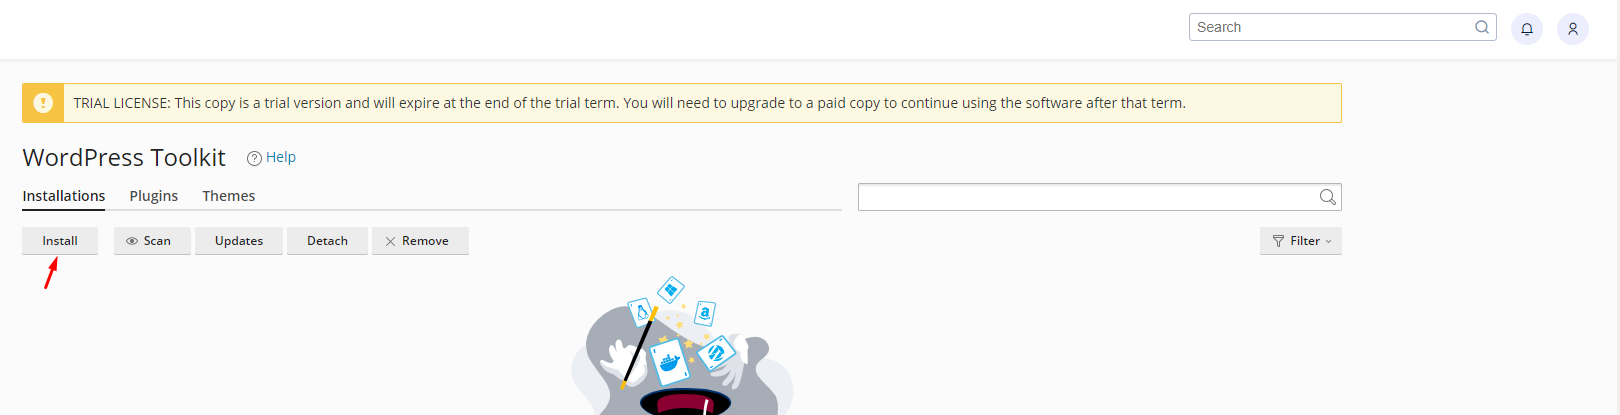 Search
TRIAL LICENSE: This copy is a trial version and will expire at the end of the trial term. You will need to upgrade to a paid copy to continue using the software after that term.
WordPress Toolkit Help
Installations Plugins Themes
Install Scan Updates Detach Remove Filter